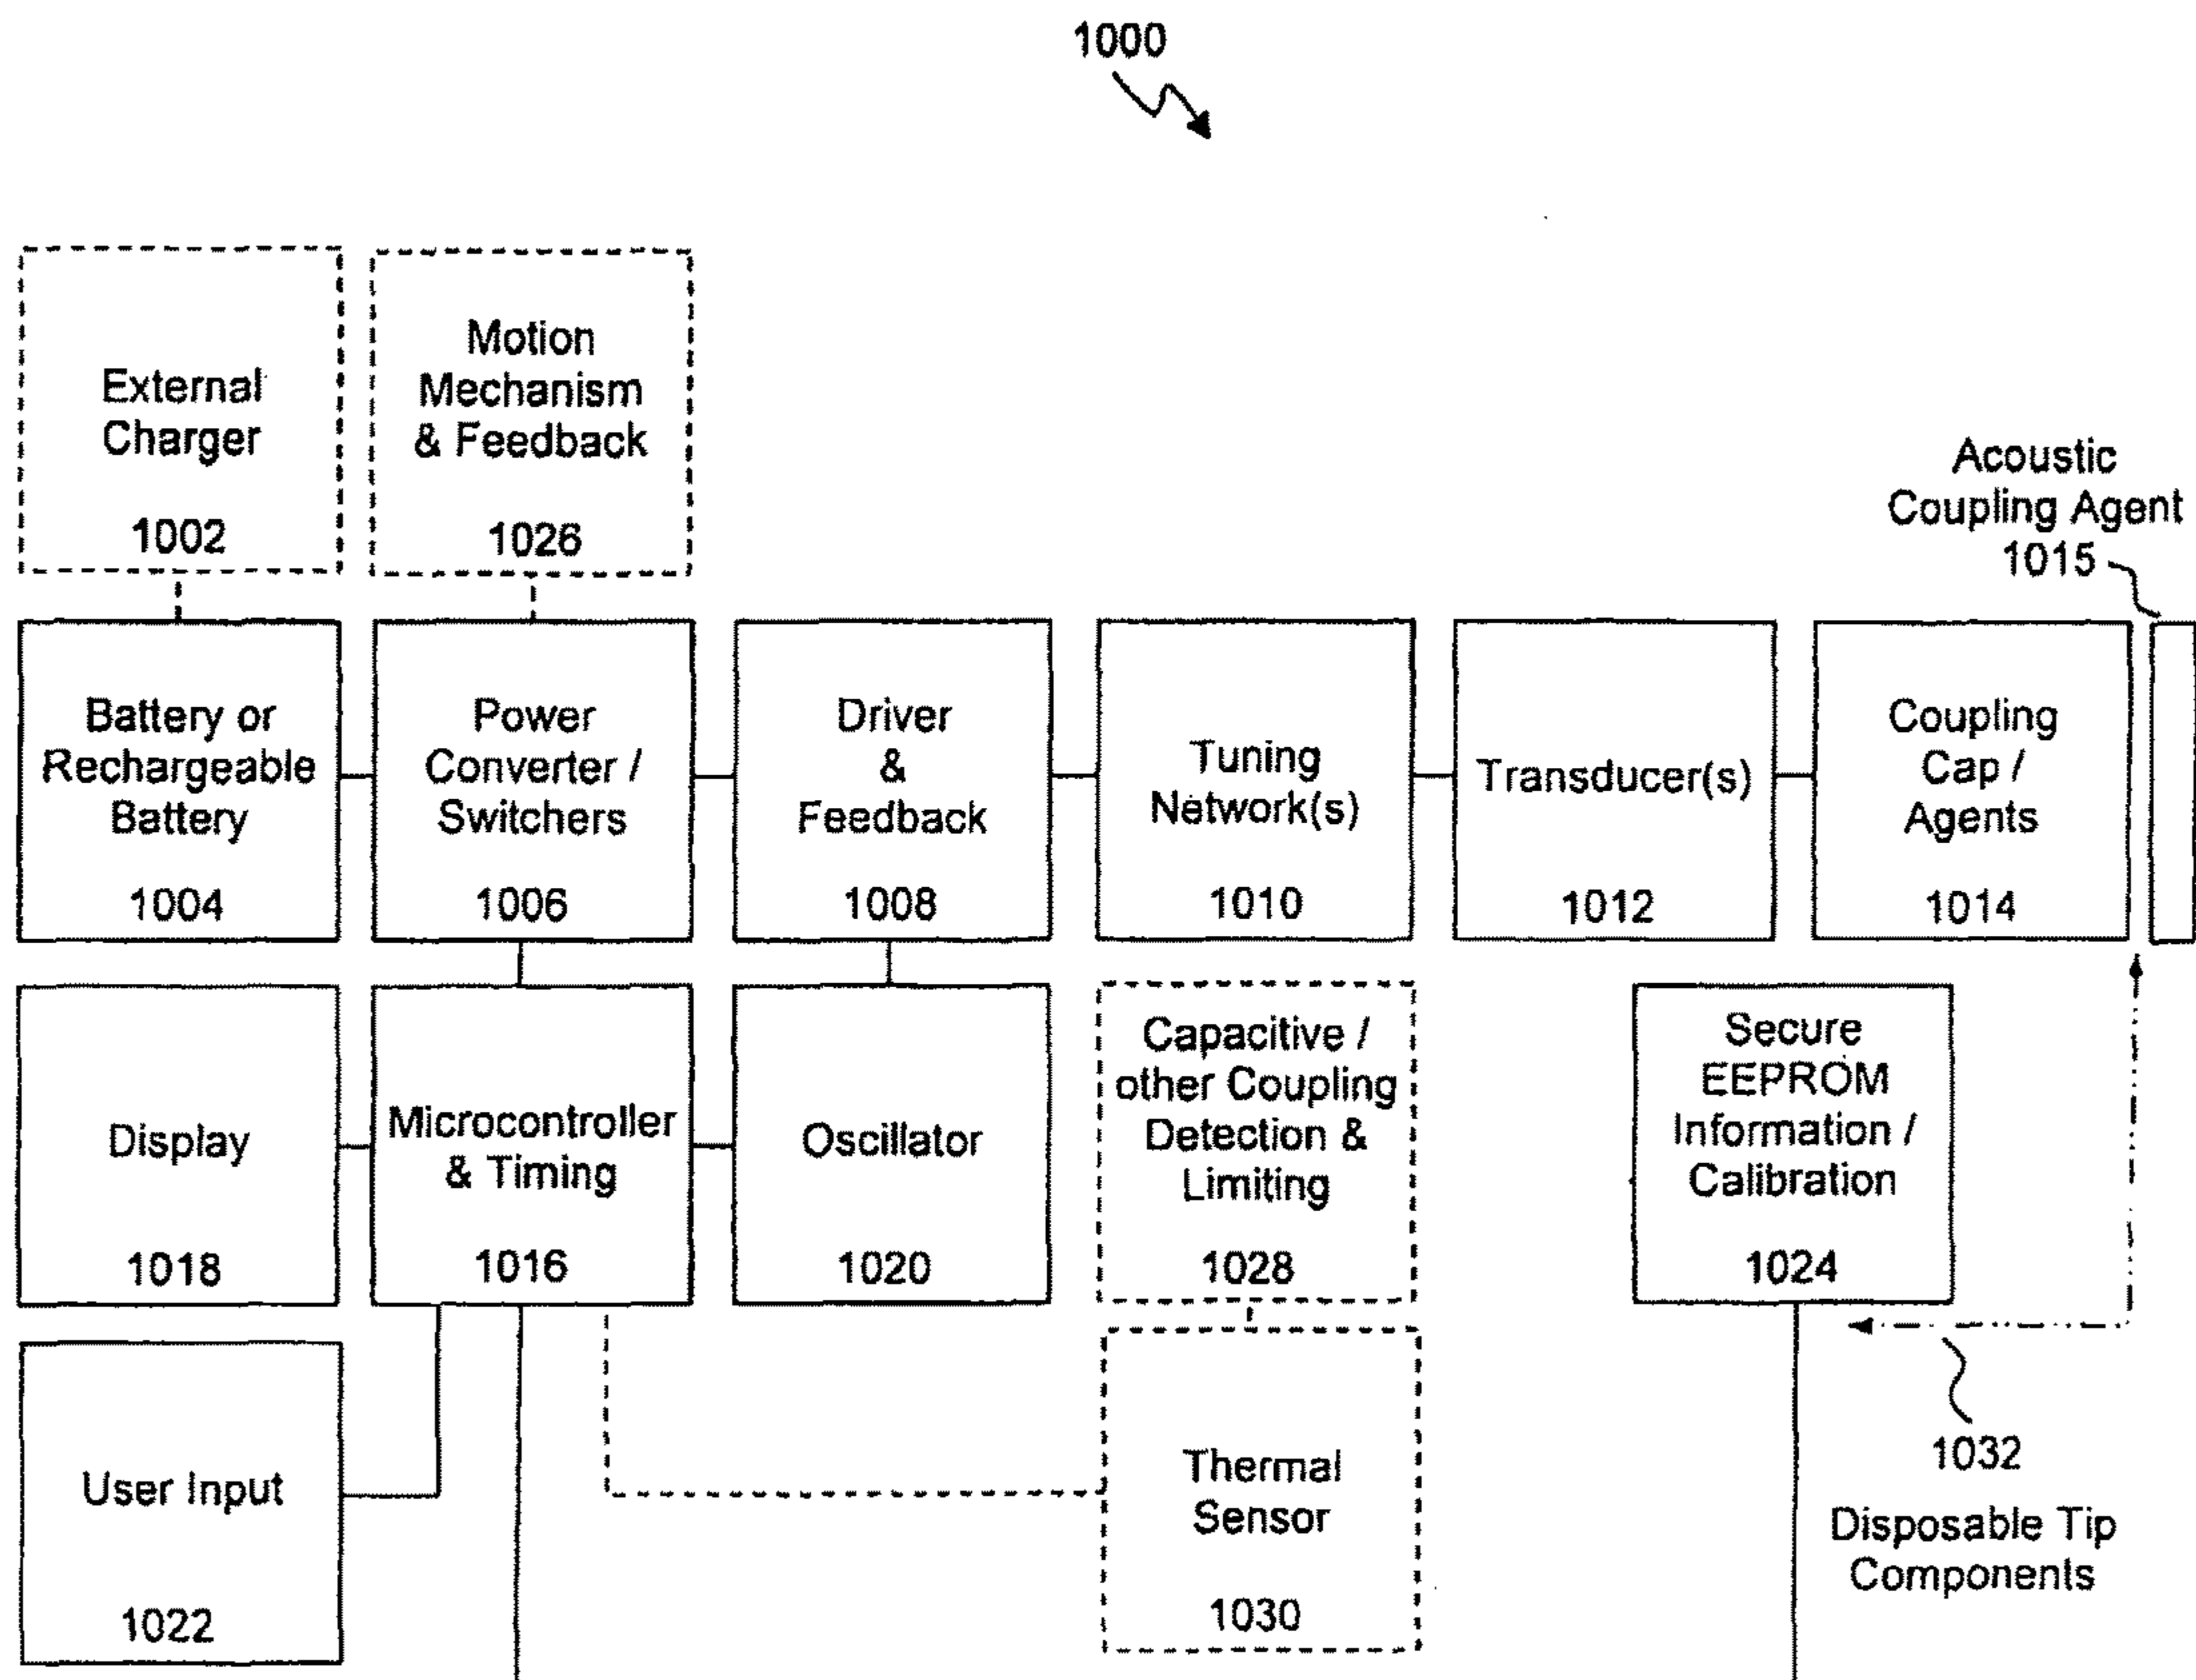 1000
External
Charger
1002
Motion
Mechanism
& Feedback
1026
Acoustic
Coupling Agent
1015
Battery or
Rechargeable
Battery
1004
Power
Converter /
Switchers
1006
Driver
&
Feedback
1008
Tuning
Network(s)
1010
Transducer(s)
1012
Coupling
Cap /
Agents
1014
Display
1018
Microcontroller
& Timing
1016
Oscillator
1020
Capacitive /
other Coupling
Detection &
Limiting
1028
Secure
EEPROM
Information /
Calibration
1024
User Input
1022
Thermal
Sensor
1030
1032
Disposable Tip
Components